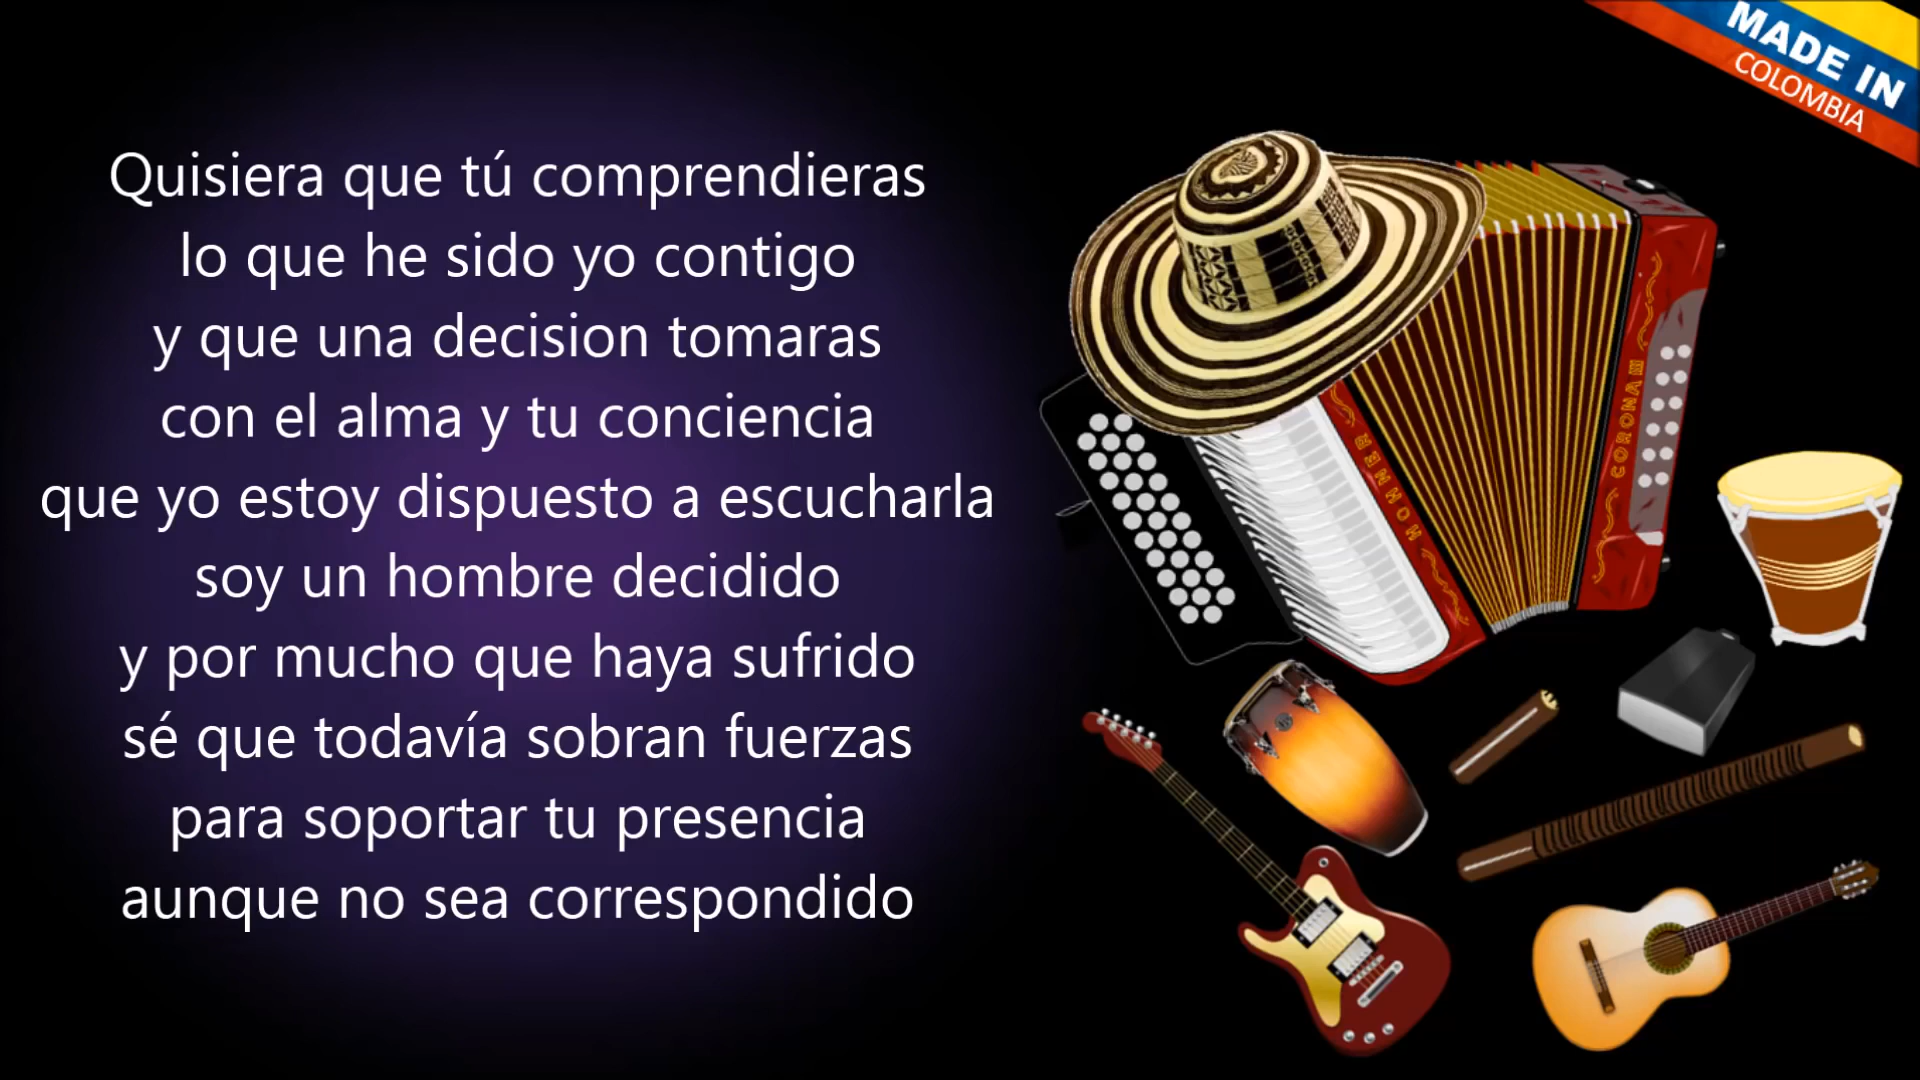 MADE IN
COLOMBIA
Quisiera que tú comprendieras
lo que he sido yo contigo
y que una decision tomaras
con el alma y tu conciencia
que yo estoy dispuesto a escucharla
soy un hombre decidido
y por mucho que haya sufrido
sé que todavía sobran fuerzas
para soportar tu presencia
aunque no sea correspondido
HOHNER
CORONA III